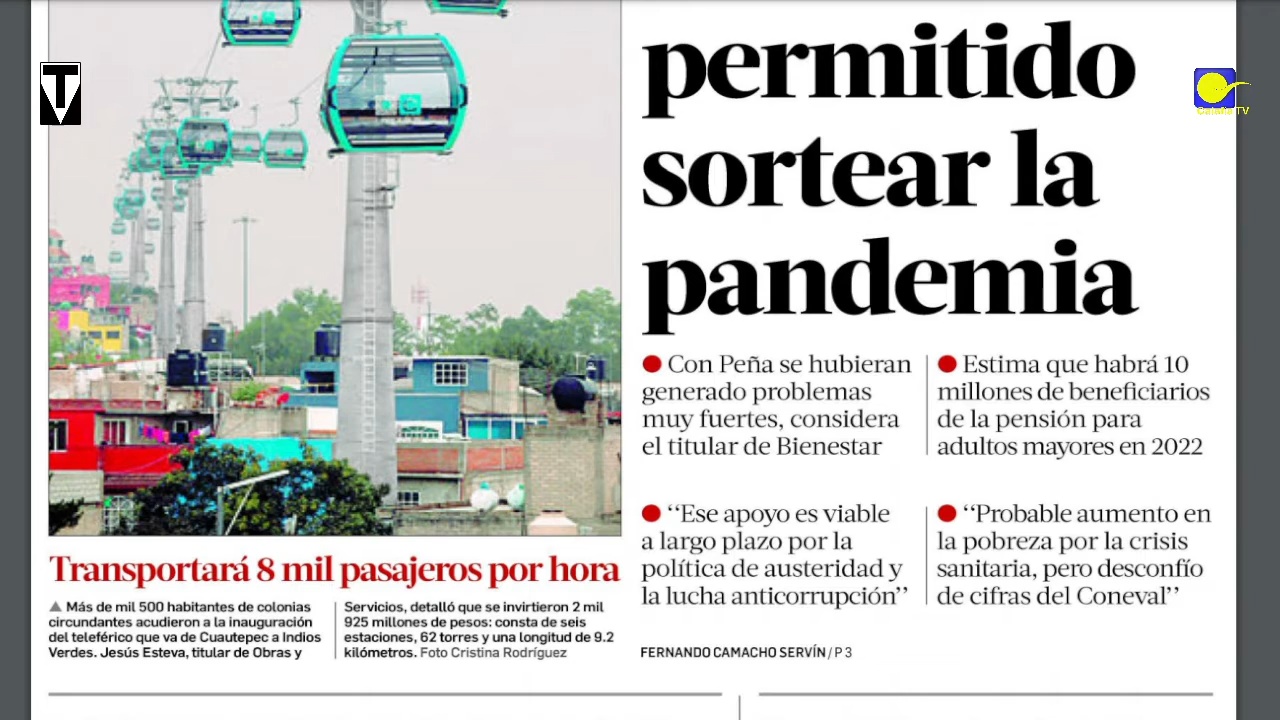 permitido
sortear la
pandemia
● Con Peña se hubieran
generado problemas
muy fuertes, considera
el titular de Bienestar
● Estima que habrá 10
millones de beneficiarios
de la pensión para
adultos mayores en 2022
● “Ese apoyo es viable
a largo plazo por la
política de austeridad y
la lucha anticorrupción”
● “Probable aumento en
la pobreza por la crisis
sanitaria, pero desconfío
de cifras del Coneval”
FERNANDO CAMACHO SERVÍN / P 3
Transportará 8 mil pasajeros por hora
▲ Más de mil 500 habitantes de colonias
circundantes acudieron a la inauguración
del teleférico que va de Cuautepec a Indios
Verdes. Jesús Esteva, titular de Obras y
Servicios, detalló que se invirtieron 2 mil
925 millones de pesos: consta de seis
estaciones, 62 torres y una longitud de 9.2
kilómetros. Foto Cristina Rodríguez
T